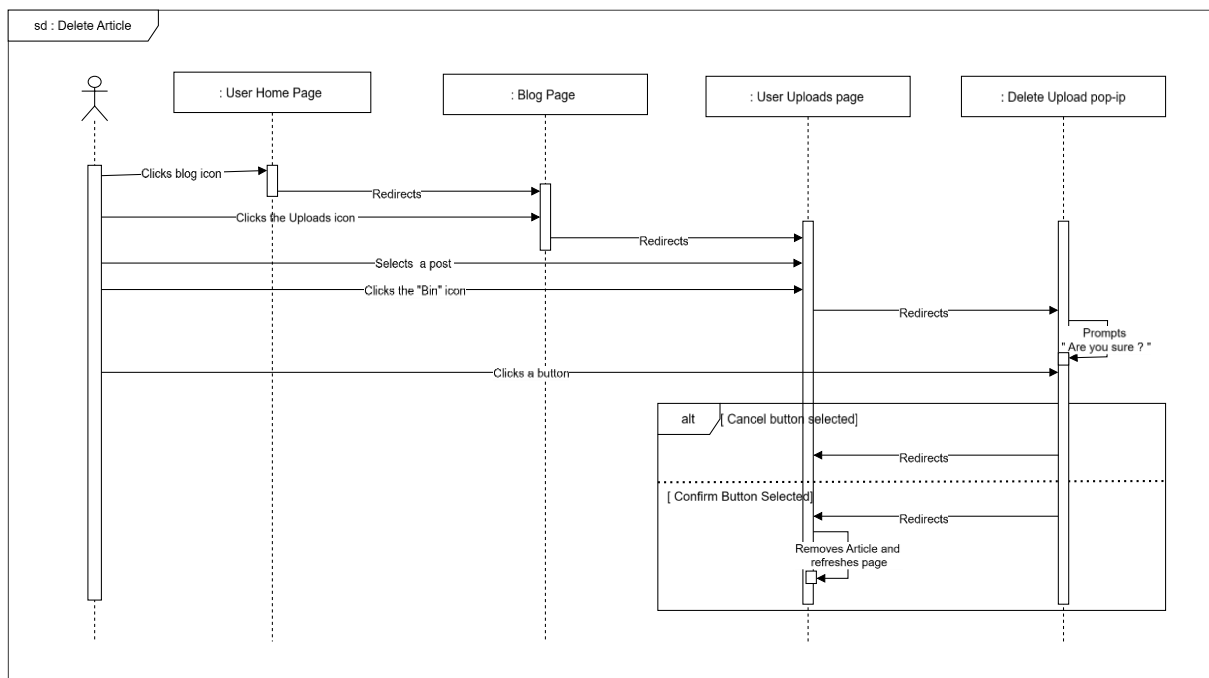 sd : Delete Article
: User Home Page
: Blog Page
: User Uploads page
: Delete Upload pop-ip
Clicks blog icon
Redirects
Clicks the Uploads icon
Redirects
Selects a post
Clicks the "Bin" icon
Redirects
Prompts
" Are you sure ? "
Clicks a button
alt
[ Cancel button selected]
Redirects
[ Confirm Button Selected]
Redirects
Removes Article and
refreshes page